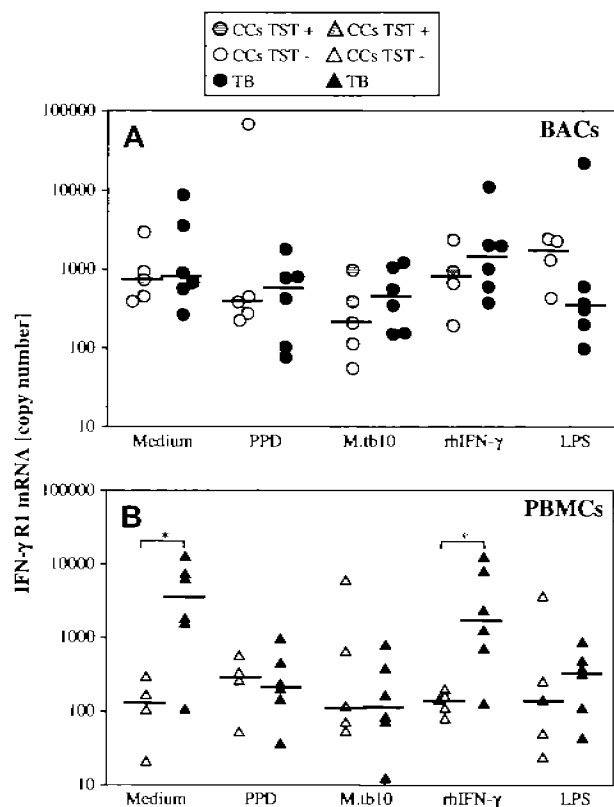 CCs TST + CCs TST +
CCs TST - CCs TST -
TB TB
A BACs
100000
10000
1000
100
10
Medium PPD M.tb10 rhIFN-γ LPS
IFN-γ R1 mRNA [copy number]
B PBMCs
100000
* *
10000
1000
100
10
Medium PPD M.tb10 rhIFN-γ LPS